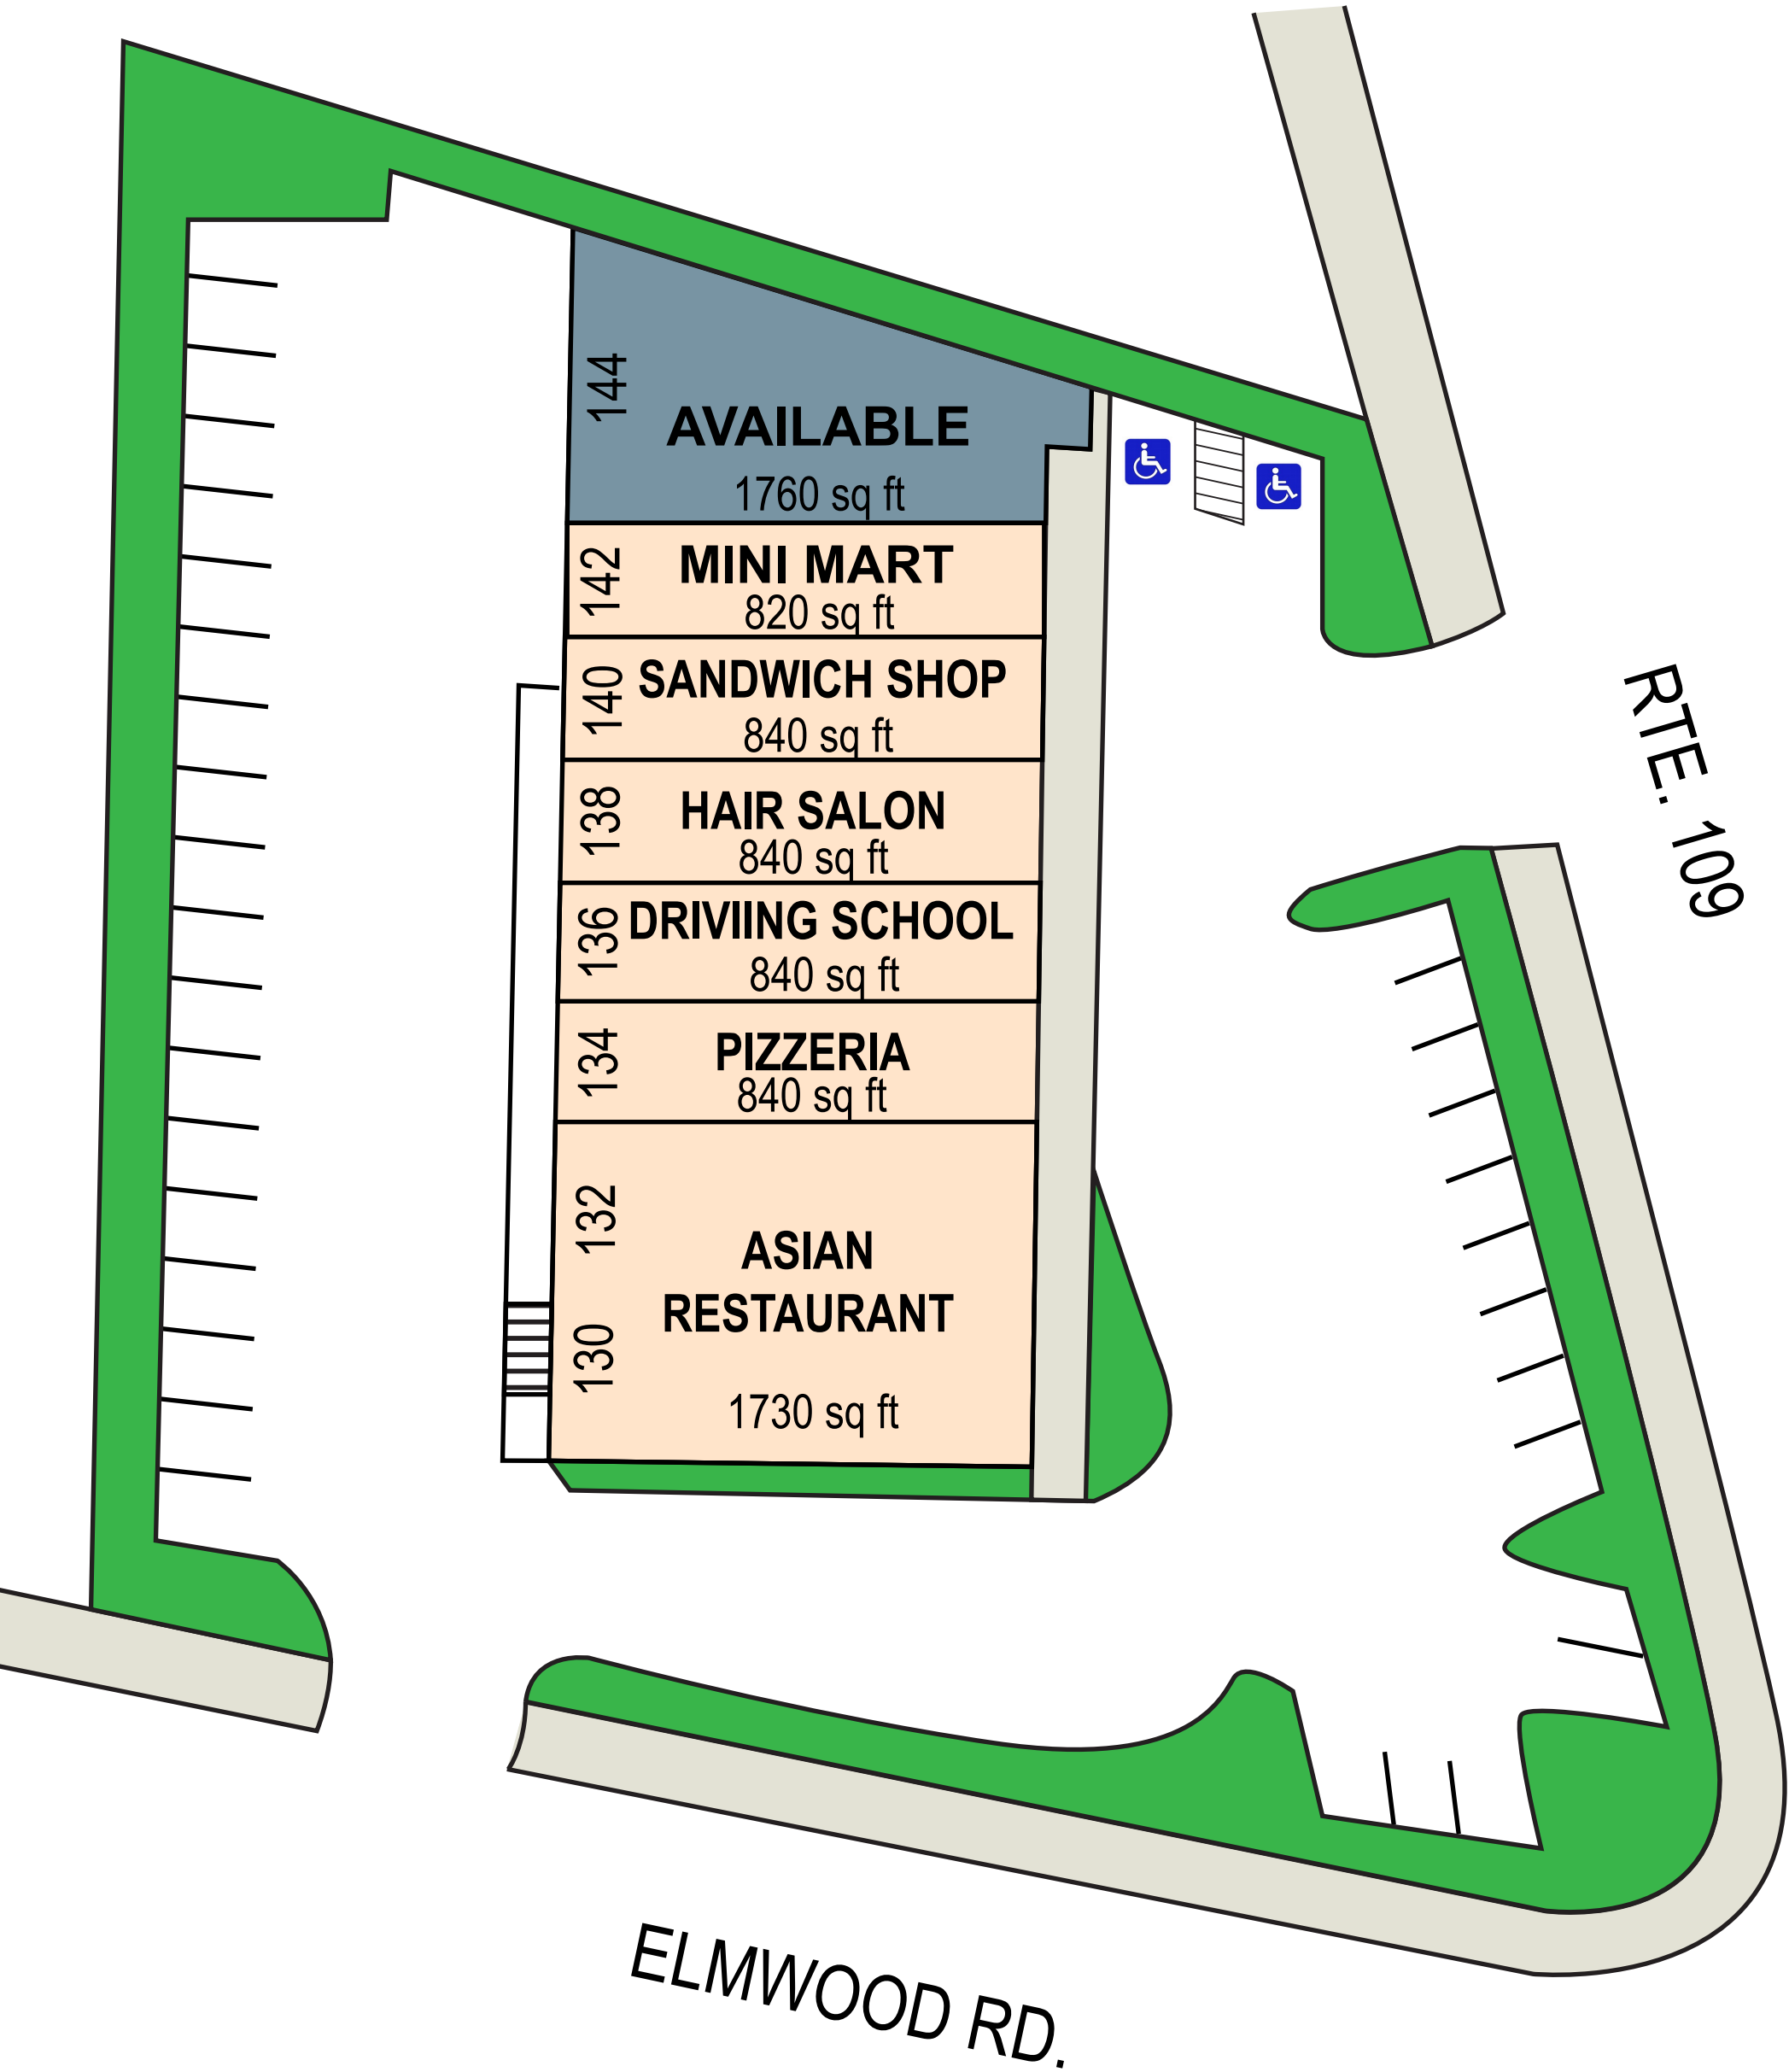 144
AVAILABLE
1760 sq ft
142
MINI MART
820 sq ft
140
SANDWICH SHOP
840 sq ft
138
HAIR SALON
840 sq ft
136
DRIVIING SCHOOL
840 sq ft
134
PIZZERIA
840 sq ft
132
130
ASIAN
RESTAURANT
1730 sq ft
RTE. 109
ELMWOOD RD.